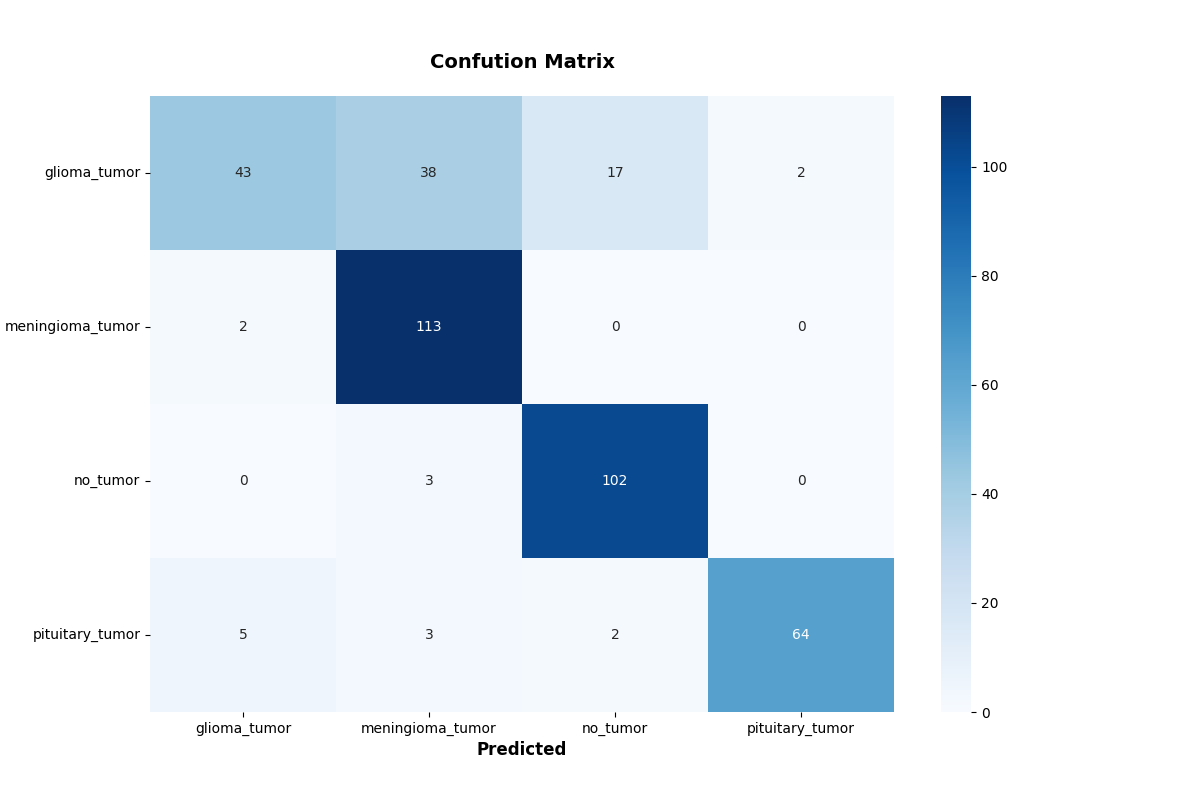 Confution Matrix
glioma_tumor 43 38 17 2
meningioma_tumor 2 113 0 0
no_tumor 0 3 102 0
pituitary_tumor 5 3 2 64
glioma_tumor meningioma_tumor no_tumor pituitary_tumor
Predicted
100
80
60
40
20
0